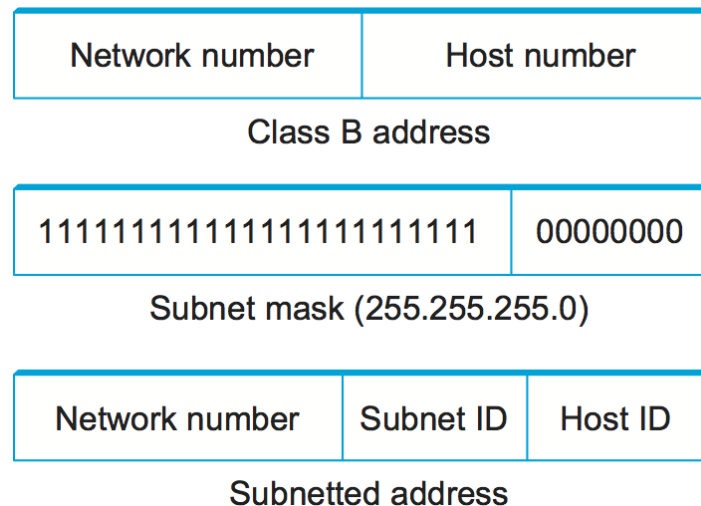 Network number Host number
Class B address
111111111111111111111111 00000000
Subnet mask (255.255.255.0)
Network number Subnet ID Host ID
Subnetted address